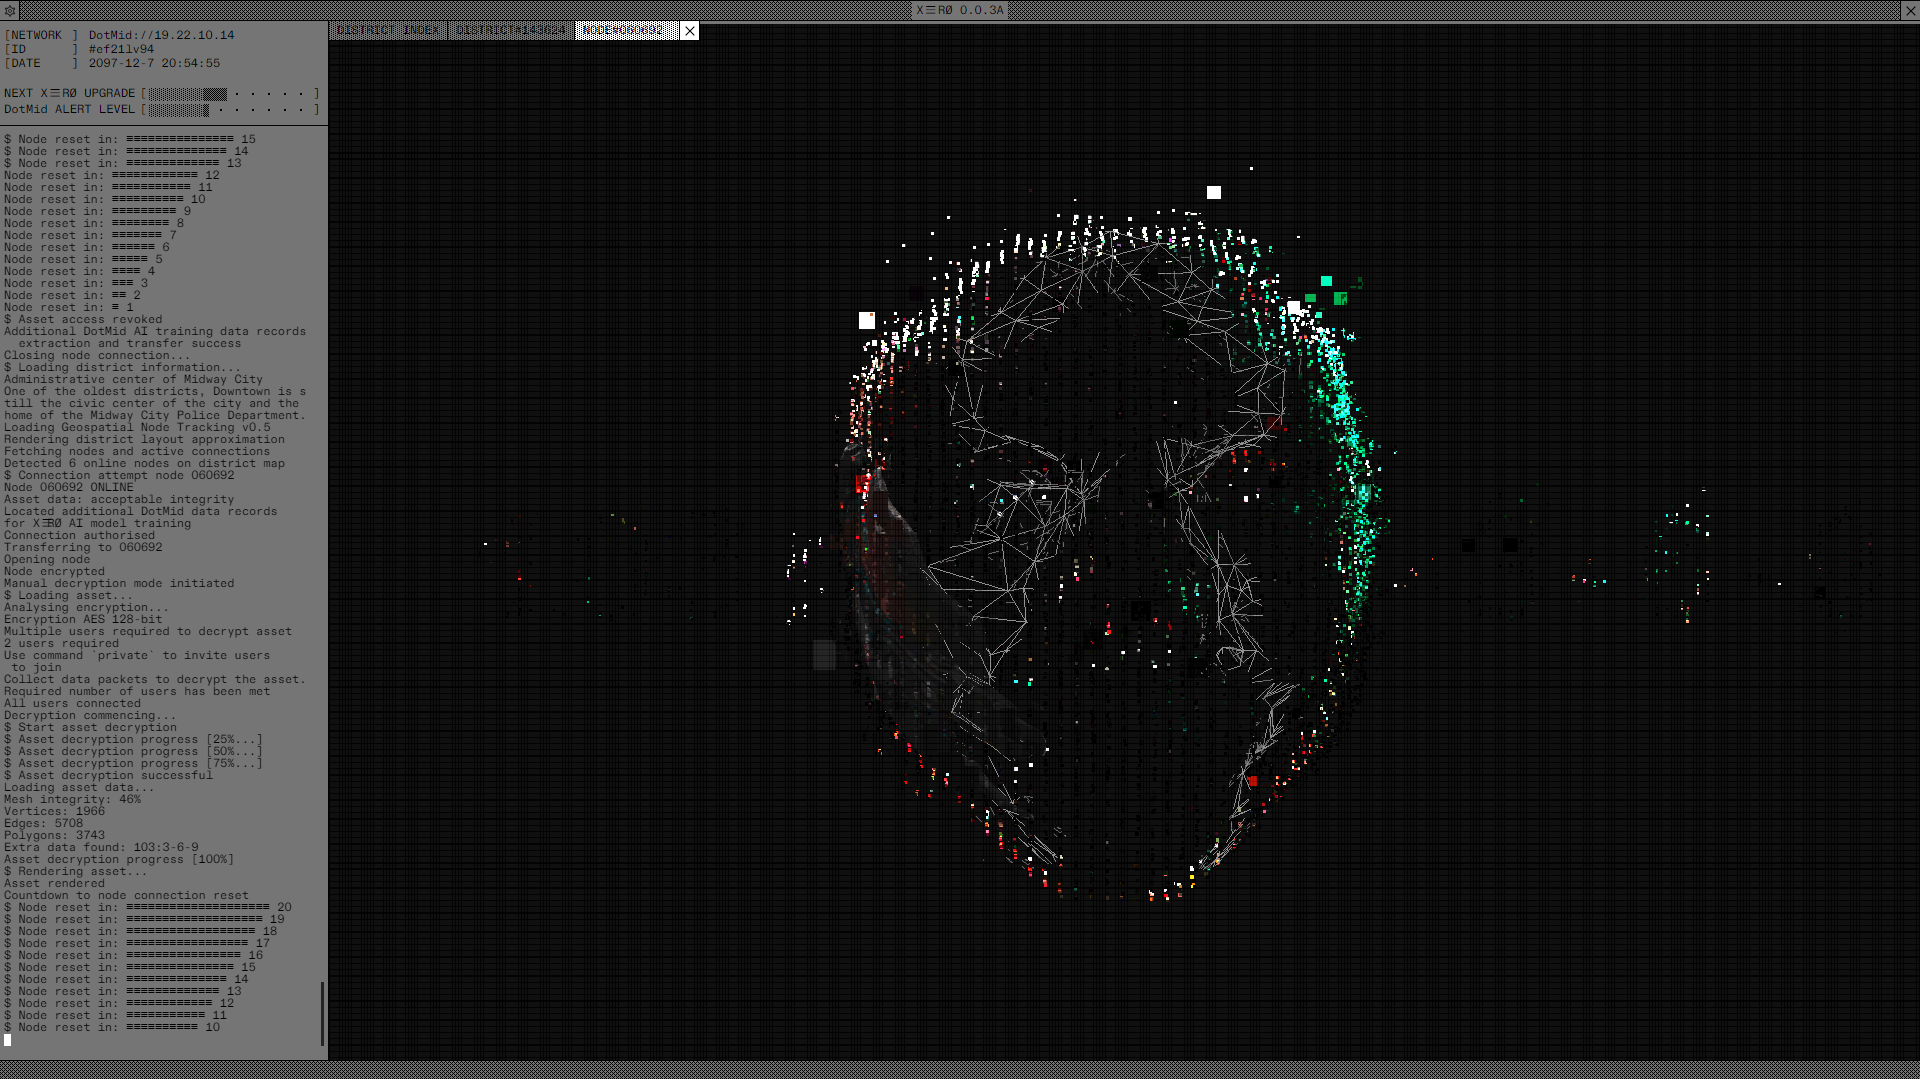 X☰RØ 0.0.3A
DISTRICT INDEX
DISTRICT#143624
NODE#060692
[NETWORK ] DotMid://19.22.10.14
[ID ] #ef21lv94
[DATE ] 2097-12-7 20:54:55
NEXT X☰RØ UPGRADE [ · · · · · ]
DotMid ALERT LEVEL [ · · · · · · ]
$ Node reset in: ≡≡≡≡≡≡≡≡≡≡≡≡≡≡≡ 15
$ Node reset in: ≡≡≡≡≡≡≡≡≡≡≡≡≡≡ 14
$ Node reset in: ≡≡≡≡≡≡≡≡≡≡≡≡≡ 13
Node reset in: ≡≡≡≡≡≡≡≡≡≡≡≡ 12
Node reset in: ≡≡≡≡≡≡≡≡≡≡≡ 11
Node reset in: ≡≡≡≡≡≡≡≡≡≡ 10
Node reset in: ≡≡≡≡≡≡≡≡≡ 9
Node reset in: ≡≡≡≡≡≡≡≡ 8
Node reset in: ≡≡≡≡≡≡≡ 7
Node reset in: ≡≡≡≡≡≡ 6
Node reset in: ≡≡≡≡≡ 5
Node reset in: ≡≡≡≡ 4
Node reset in: ≡≡≡ 3
Node reset in: ≡≡ 2
Node reset in: ≡ 1
$ Asset access revoked
Additional DotMid AI training data records
extraction and transfer success
Closing node connection...
$ Loading district information...
Administrative center of Midway City
One of the oldest districts, Downtown is s
till the civic center of the city and the
home of the Midway City Police Department.
Loading Geospatial Node Tracking v0.5
Rendering district layout approximation
Fetching nodes and active connections
Detected 6 online nodes on district map
$ Connection attempt node 060692
Node 060692 ONLINE
Asset data: acceptable integrity
Located additional DotMid data records
for X☰RØ AI model training
Connection authorised
Transferring to 060692
Opening node
Node encrypted
Manual decryption mode initiated
$ Loading asset...
Analysing encryption...
Encryption AES 128-bit
Multiple users required to decrypt asset
2 users required
Use command `private` to invite users
to join
Collect data packets to decrypt the asset.
Required number of users has been met
All users connected
Decryption commencing...
$ Start asset decryption
$ Asset decryption progress [25%...]
$ Asset decryption progress [50%...]
$ Asset decryption progress [75%...]
$ Asset decryption successful
Loading asset data...
Mesh integrity: 46%
Vertices: 1966
Edges: 5708
Polygons: 3743
Extra data found: 103:3-6-9
Asset decryption progress [100%]
$ Rendering asset...
Asset rendered
Countdown to node connection reset
$ Node reset in: ≡≡≡≡≡≡≡≡≡≡≡≡≡≡≡≡≡≡≡≡ 20
$ Node reset in: ≡≡≡≡≡≡≡≡≡≡≡≡≡≡≡≡≡≡≡ 19
$ Node reset in: ≡≡≡≡≡≡≡≡≡≡≡≡≡≡≡≡≡≡ 18
$ Node reset in: ≡≡≡≡≡≡≡≡≡≡≡≡≡≡≡≡≡ 17
$ Node reset in: ≡≡≡≡≡≡≡≡≡≡≡≡≡≡≡≡ 16
$ Node reset in: ≡≡≡≡≡≡≡≡≡≡≡≡≡≡≡ 15
$ Node reset in: ≡≡≡≡≡≡≡≡≡≡≡≡≡≡ 14
$ Node reset in: ≡≡≡≡≡≡≡≡≡≡≡≡≡ 13
$ Node reset in: ≡≡≡≡≡≡≡≡≡≡≡≡ 12
$ Node reset in: ≡≡≡≡≡≡≡≡≡≡≡ 11
$ Node reset in: ≡≡≡≡≡≡≡≡≡≡ 10